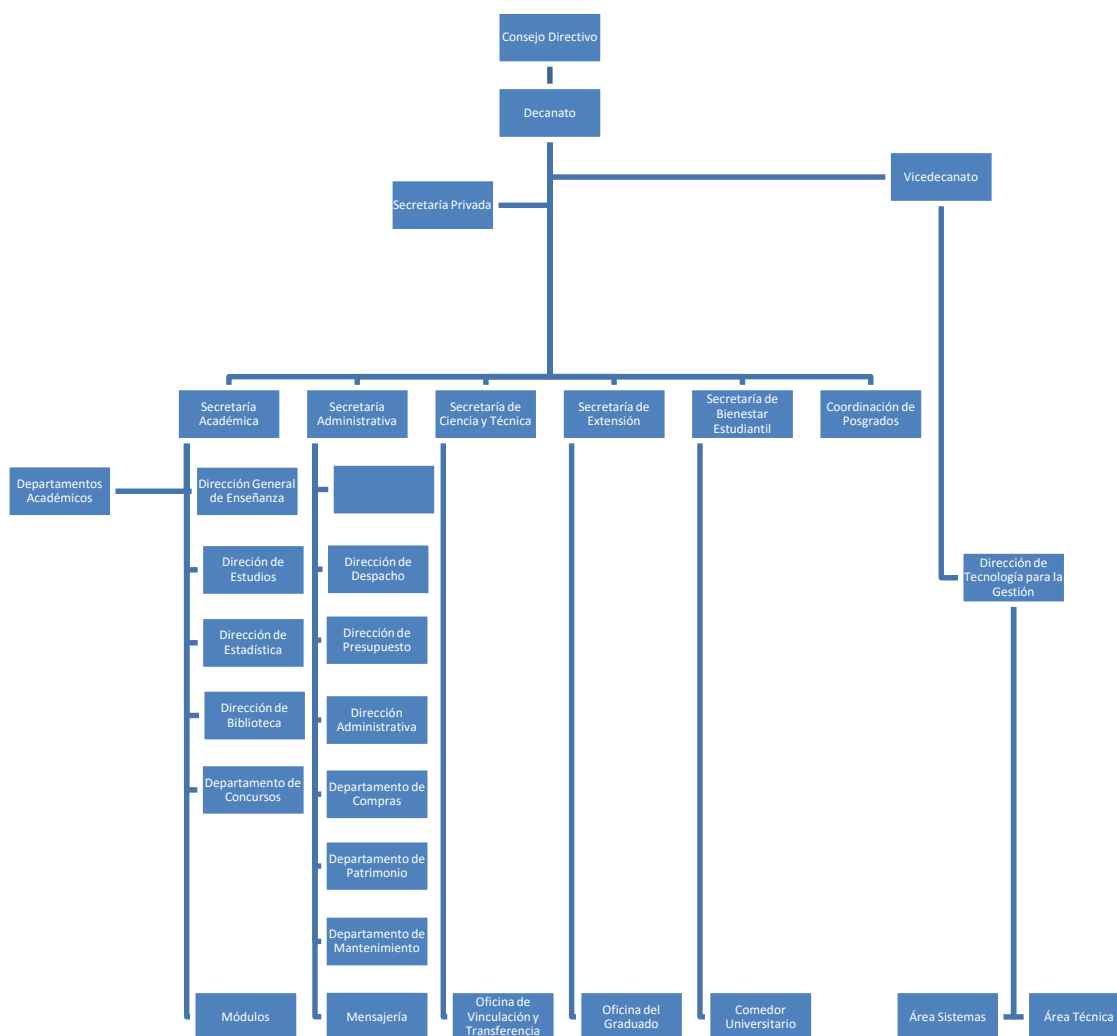 Consejo Directivo
Decanato
Vicedecanato
Secretaría Privada
Secretaría
Académica
Secretaría
Administrativa
Secretaría de
Ciencia y Técnica
Secretaría de
Extensión
Secretaría de
Bienestar
Estudiantil
Coordinación de
Posgrados
Departamentos
Académicos
Dirección General
de Enseñanza
Direción de
Estudios
Dirección de
Despacho
Dirección de
Tecnología para la
Gestión
Dirección de
Estadística
Dirección de
Presupuesto
Dirección de
Biblioteca
Dirección
Administrativa
Departamento de
Concursos
Departamento de
Compras
Departamento de
Patrimonio
Departamento de
Mantenimiento
Módulos
Mensajería
Oficina de
Vinculación y
Transferencia
Oficina del
Graduado
Comedor
Universitario
Área Sistemas
Área Técnica